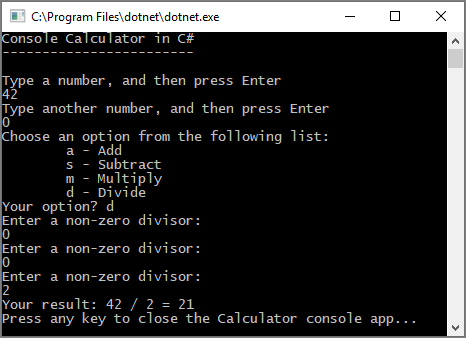 C:\Program Files\dotnet\dotnet.exe
Console Calculator in C#
------------------------
Type a number, and then press Enter
42
Type another number, and then press Enter
0
Choose an option from the following list:
        a - Add
        s - Subtract
        m - Multiply
        d - Divide
Your option? d
Enter a non-zero divisor:
0
Enter a non-zero divisor:
0
Enter a non-zero divisor:
2
Your result: 42 / 2 = 21
Press any key to close the Calculator console app...